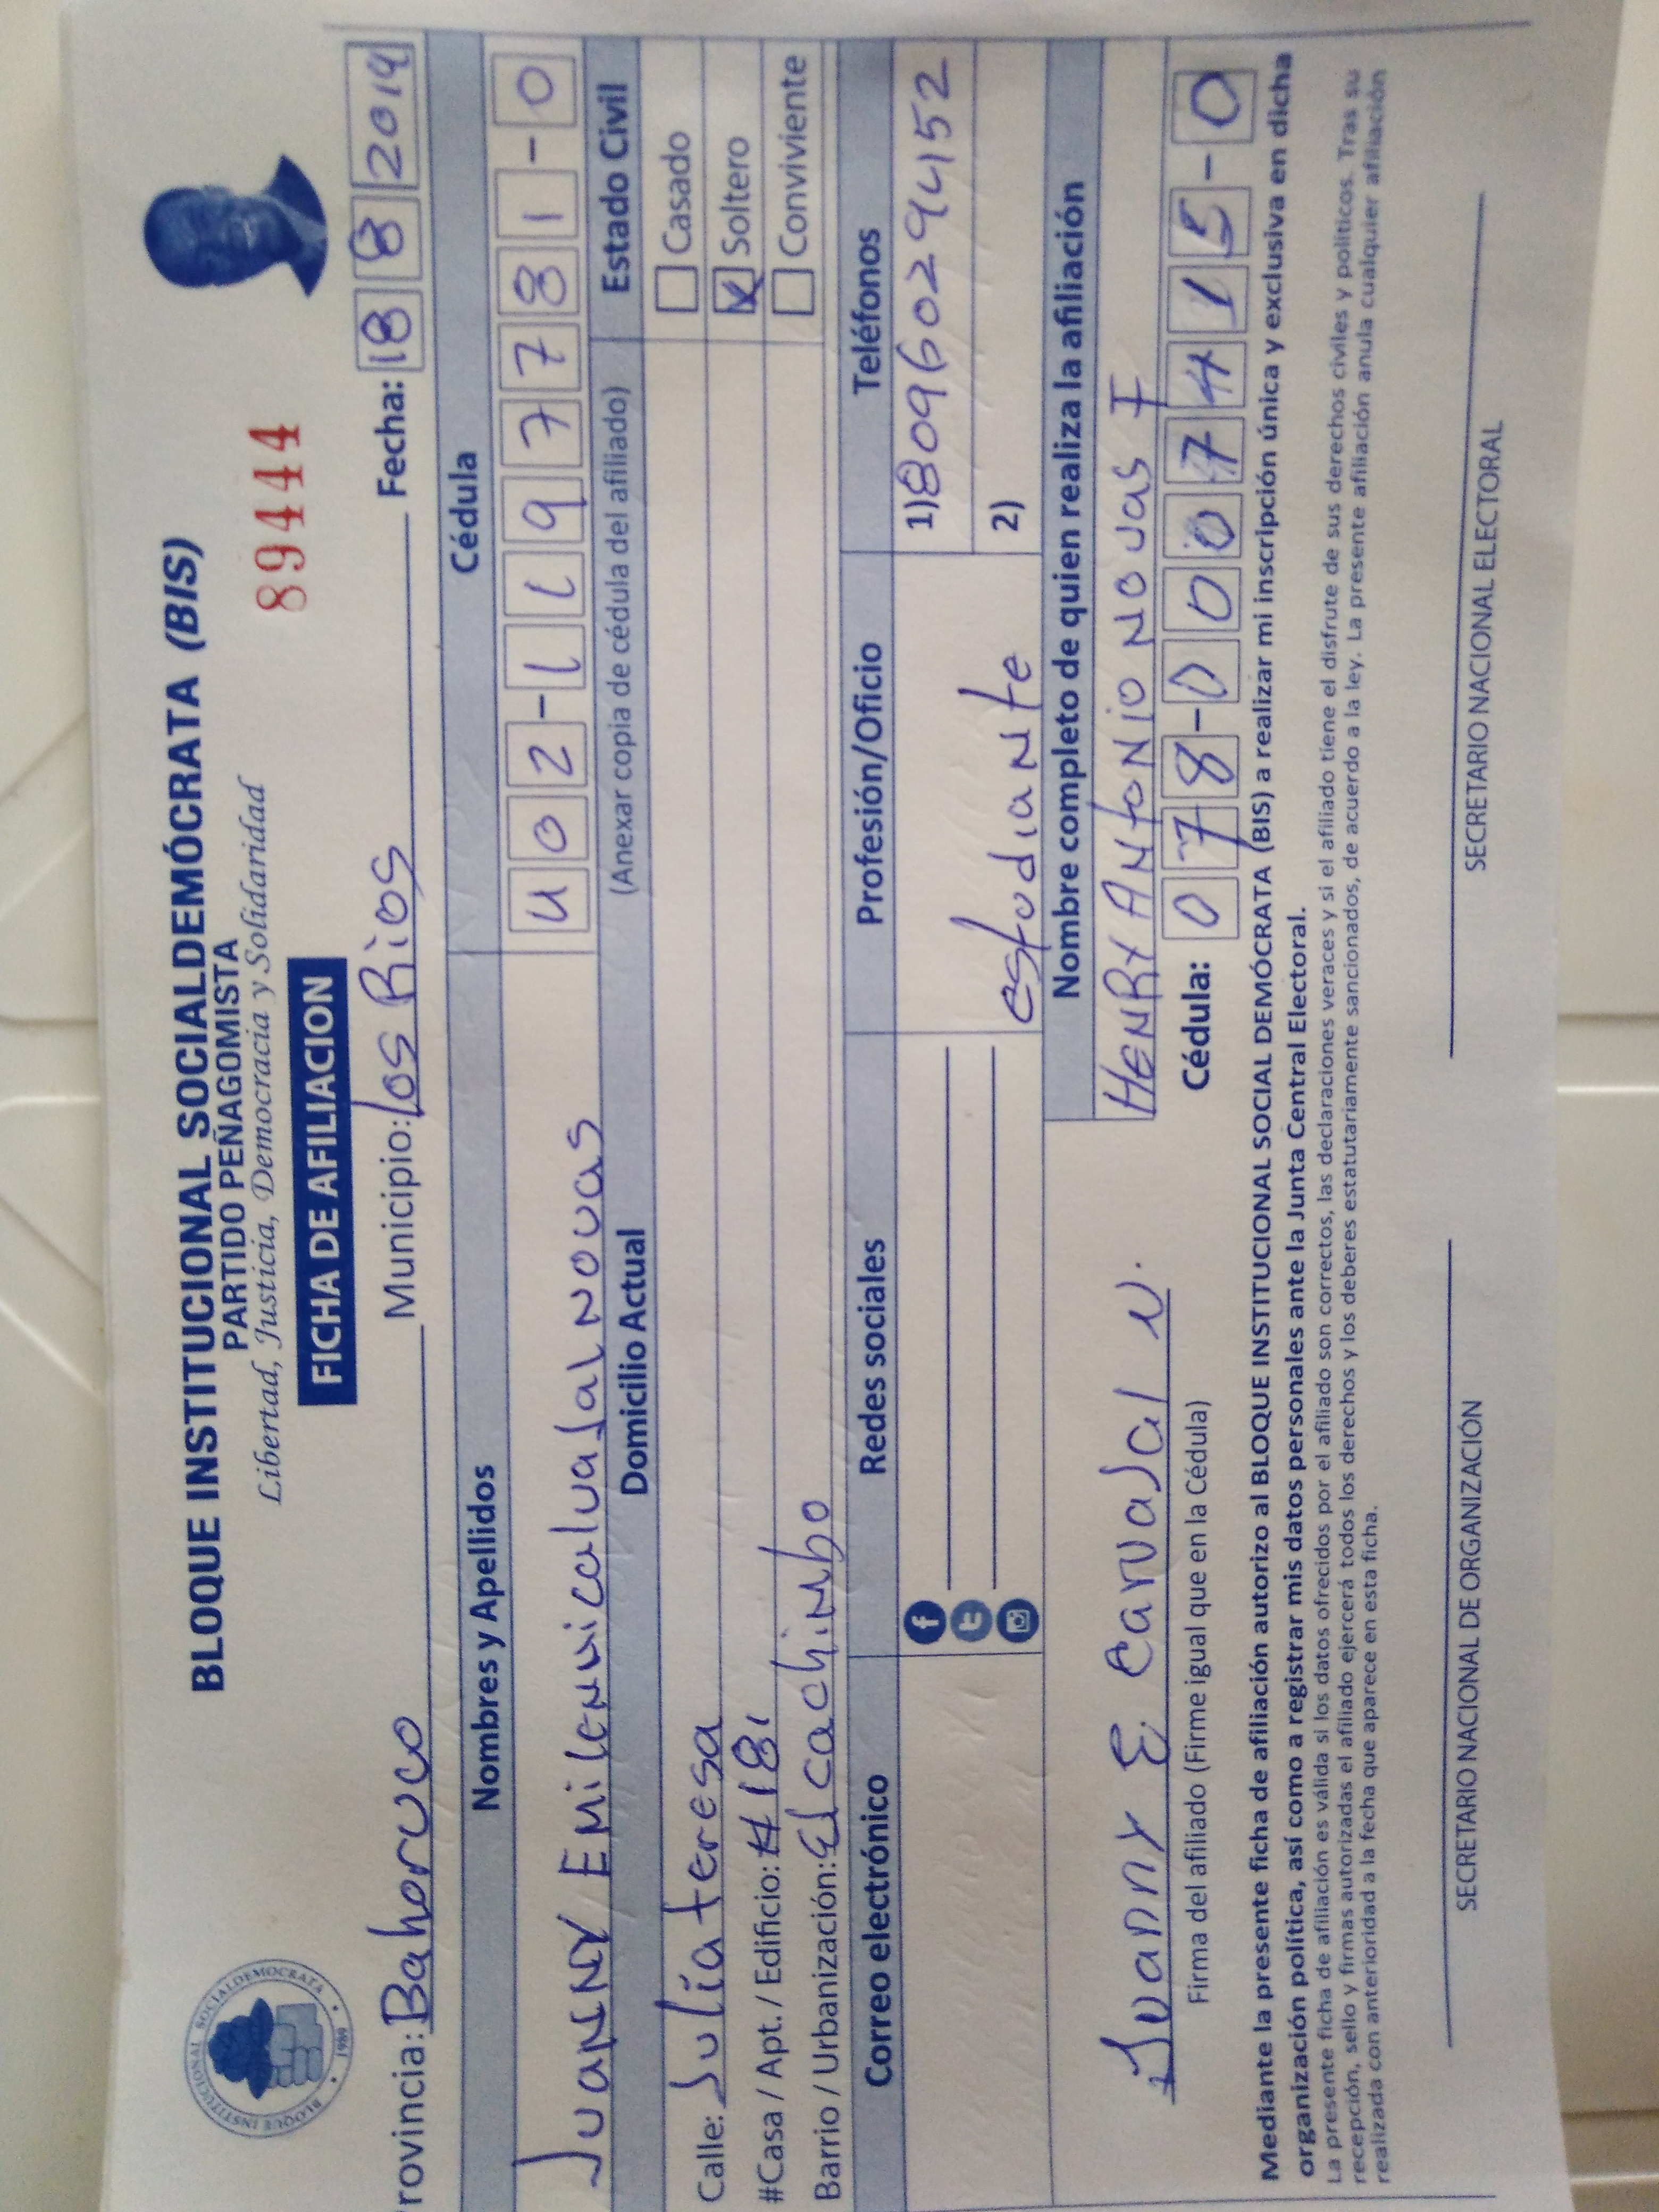 BLOQUE INSTITUCIONAL SOCIALDEMÓCRATA (BIS)
PARTIDO PEÑAGOMISTA
Libertad, Justicia, Democracia y Solidaridad
89444
FICHA DE AFILIACION
BLOQUE INSTITUCIONAL SOCIALDEMOCRATA • 1989 •
rovincia: Bahoruco Municipio: Los Rios Fecha: 18 8 2019
Nombres y Apellidos Cédula
Juanny Emilenni Calvajal Novas 402-1197781-0
Domicilio Actual (Anexar copia de cédula del afiliado) Estado Civil
Calle: Julia teresa Casado
#Casa / Apt. / Edificio: # 181 Soltero
Barrio / Urbanización: El cachimbo Conviviente
Correo electrónico Redes sociales Profesión/Oficio Teléfonos
estudiante 1) 8096029452
2)
Nombre completo de quien realiza la afiliación
HENRY ANtoNio Novas F
Juanny E. Carvajal N. Cédula: 078-0007415-0
Firma del afiliado (Firme igual que en la Cédula)
Mediante la presente ficha de afiliación autorizo al BLOQUE INSTITUCIONAL SOCIAL DEMÓCRATA (BIS) a realizar mi inscripción única y exclusiva en dicha
organización política, así como a registrar mis datos personales ante la Junta Central Electoral.
La presente ficha de afiliación es válida si los datos ofrecidos por el afiliado son correctos, las declaraciones veraces y si el afiliado tiene el disfrute de sus derechos civiles y políticos. Tras su
recepción, sello y firmas autorizadas el afiliado ejercerá todos los derechos y los deberes estatutariamente sancionados, de acuerdo a la ley. La presente afiliación anula cualquier afiliación
realizada con anterioridad a la fecha que aparece en esta ficha.
SECRETARIO NACIONAL DE ORGANIZACIÓN SECRETARIO NACIONAL ELECTORAL